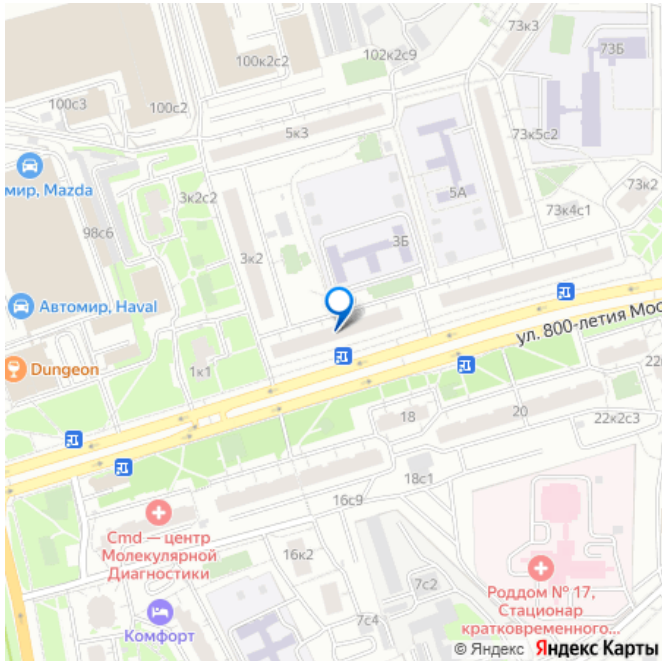 73к3
102к2с9
73Б
100к2с2
100с3
100с2
5к3
73к5с2
мир, Mazda
3к2с2
5А
73к2
73к4с1
98с6
3Б
3к2
Автомир, Haval
ул. 800-летия Мос
Dungeon
1к1
22
18
20
22к2с3
18с1
16с9
Cmd — центр
Молекулярной
Диагностики
16к2
7с2
Роддом № 17,
Стационар
кратковременного...
7с4
Комфорт
© Яндекс Яндекс Карты